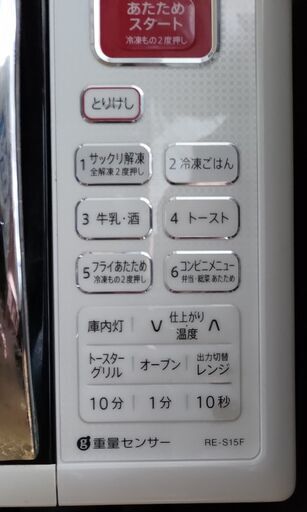 あたため
スタート
冷凍もの2度押し
とりけし
1 サックリ解凍
全解凍2度押し
2 冷凍ごはん
3 牛乳・酒
4 トースト
5 フライあたため
冷凍もの2度押し
6 コンビニメニュー
弁当・総菜あたため
庫内灯
∨ 仕上がり ∧
温度
トースター
グリル
オープン
出力切替
レンジ
10分
1分
10秒
g 重量センサー
RE-S15F